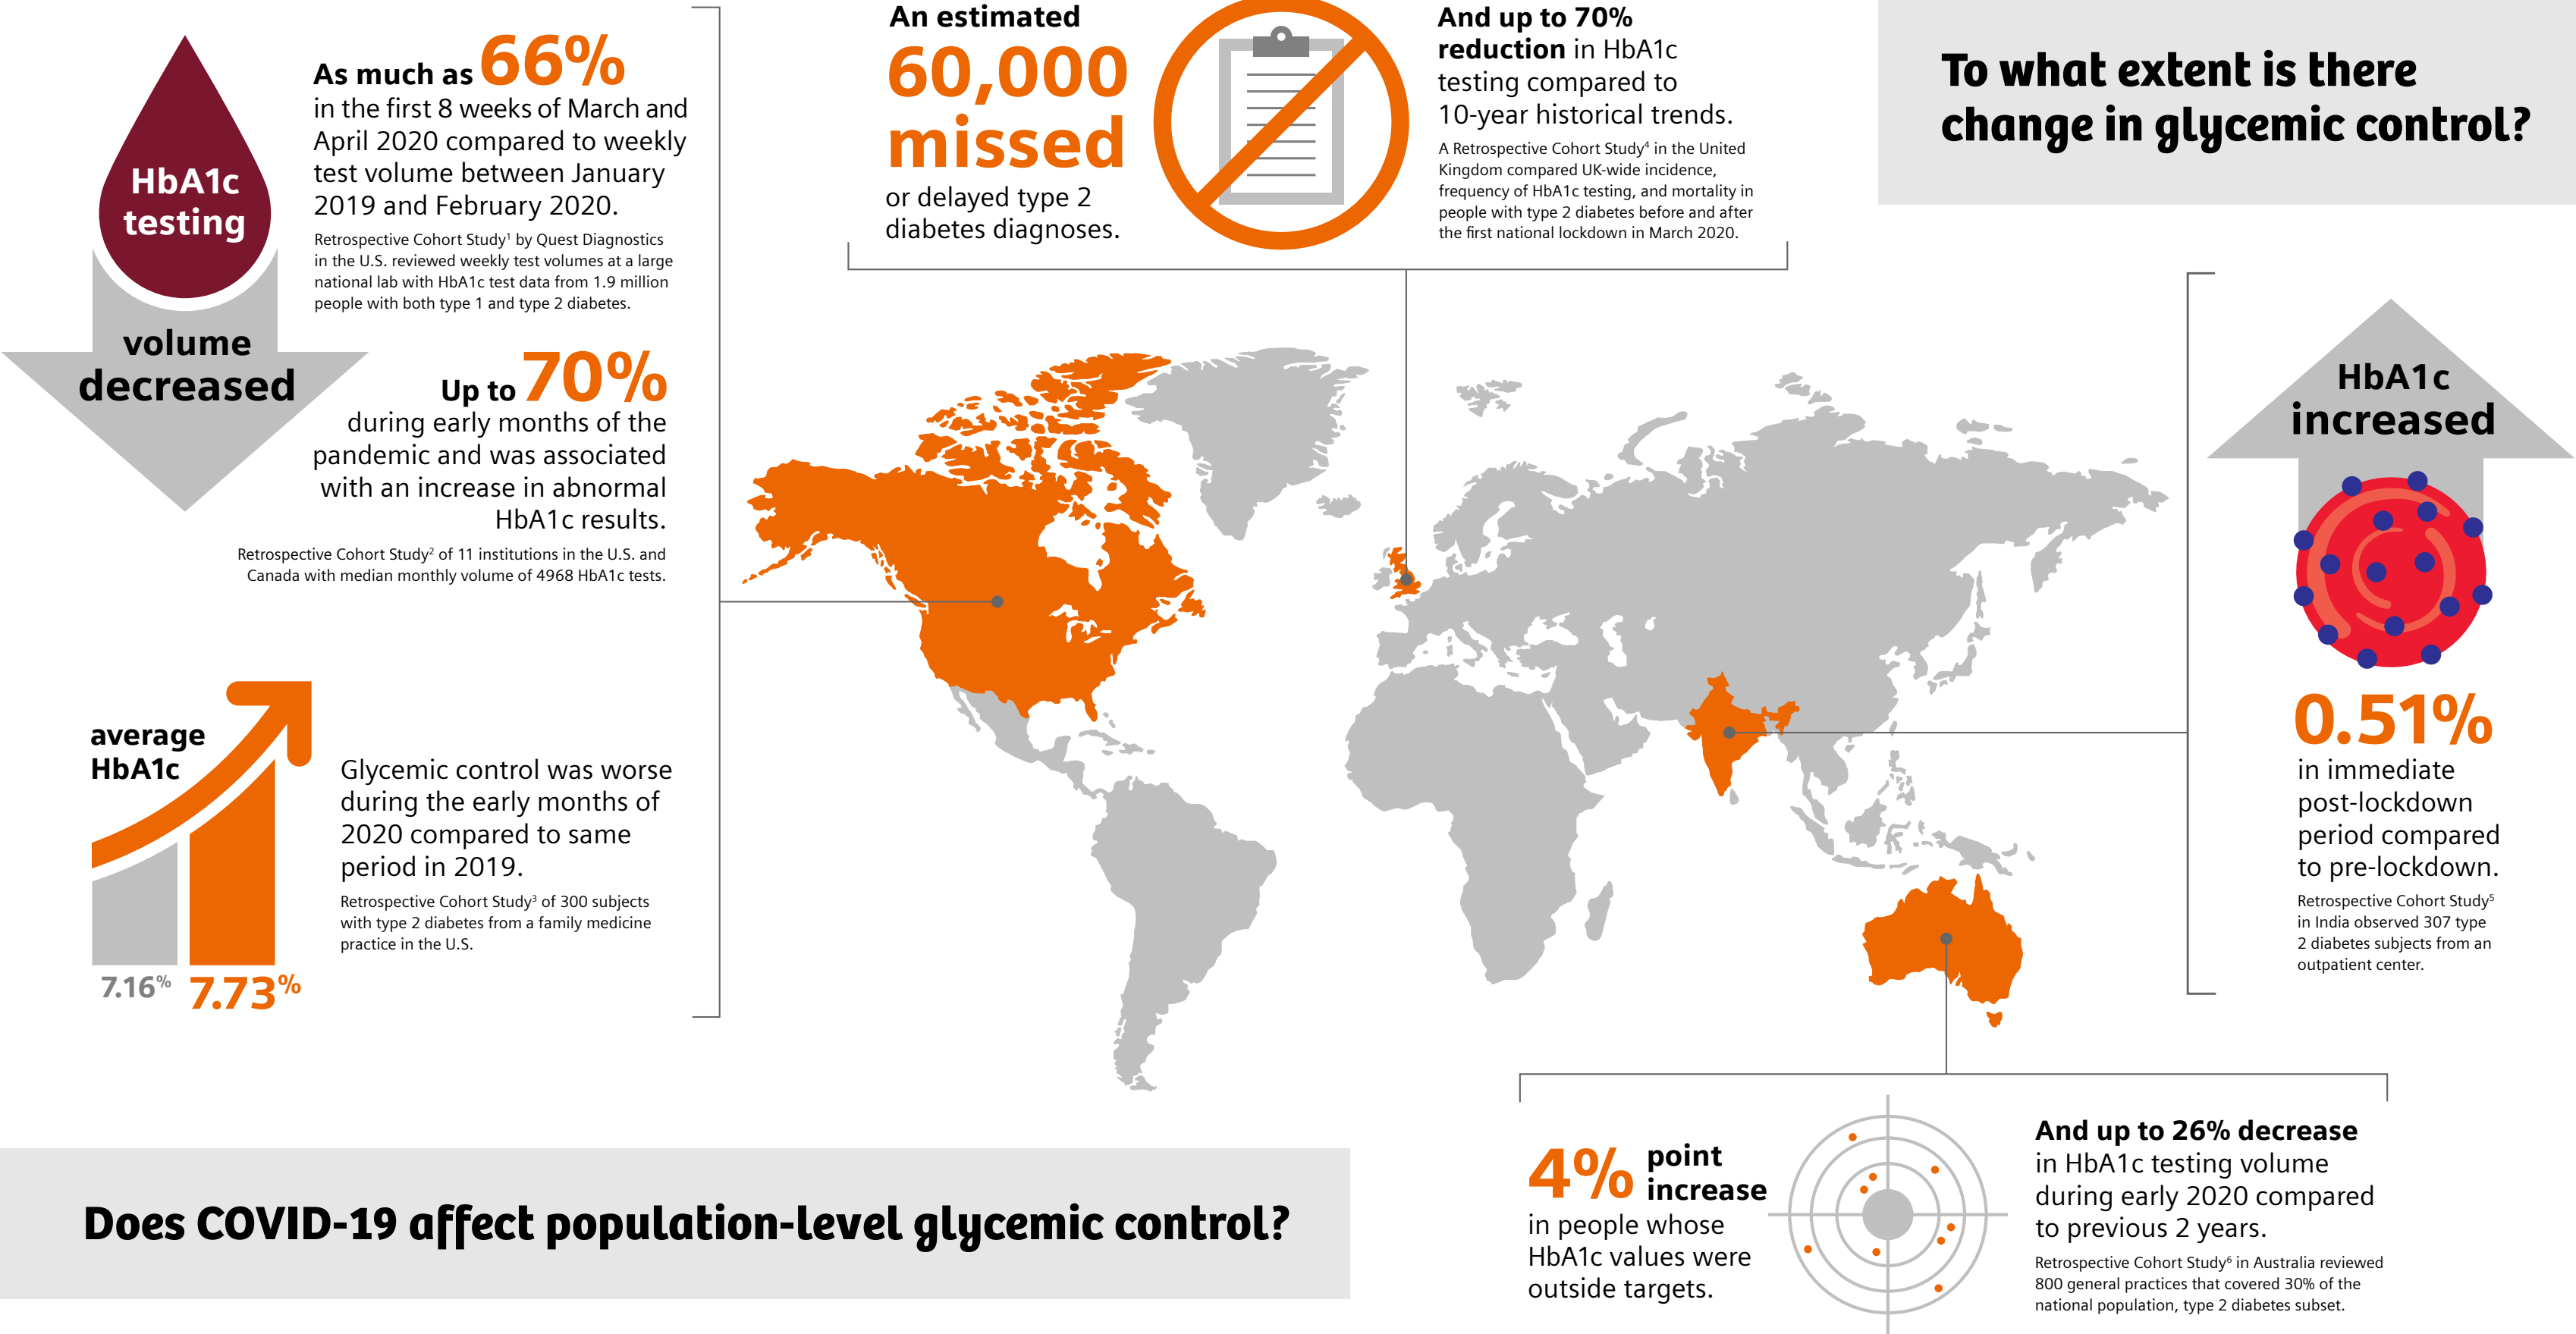 HbA1c
testing
volume
decreased
As much as 66%
in the first 8 weeks of March and
April 2020 compared to weekly
test volume between January
2019 and February 2020.
Retrospective Cohort Study¹ by Quest Diagnostics
in the U.S. reviewed weekly test volumes at a large
national lab with HbA1c test data from 1.9 million
people with both type 1 and type 2 diabetes.
Up to 70%
during early months of the
pandemic and was associated
with an increase in abnormal
HbA1c results.
Retrospective Cohort Study² of 11 institutions in the U.S. and
Canada with median monthly volume of 4968 HbA1c tests.
average
HbA1c
7.16%
7.73%
Glycemic control was worse
during the early months of
2020 compared to same
period in 2019.
Retrospective Cohort Study³ of 300 subjects
with type 2 diabetes from a family medicine
practice in the U.S.
An estimated
60,000
missed
or delayed type 2
diabetes diagnoses.
And up to 70%
reduction in HbA1c
testing compared to
10-year historical trends.
A Retrospective Cohort Study⁴ in the United
Kingdom compared UK-wide incidence,
frequency of HbA1c testing, and mortality in
people with type 2 diabetes before and after
the first national lockdown in March 2020.
To what extent is there
change in glycemic control?
HbA1c
increased
0.51%
in immediate
post-lockdown
period compared
to pre-lockdown.
Retrospective Cohort Study⁵
in India observed 307 type
2 diabetes subjects from an
outpatient center.
4% point
increase
in people whose
HbA1c values were
outside targets.
And up to 26% decrease
in HbA1c testing volume
during early 2020 compared
to previous 2 years.
Retrospective Cohort Study⁶ in Australia reviewed
800 general practices that covered 30% of the
national population, type 2 diabetes subset.
Does COVID-19 affect population-level glycemic control?